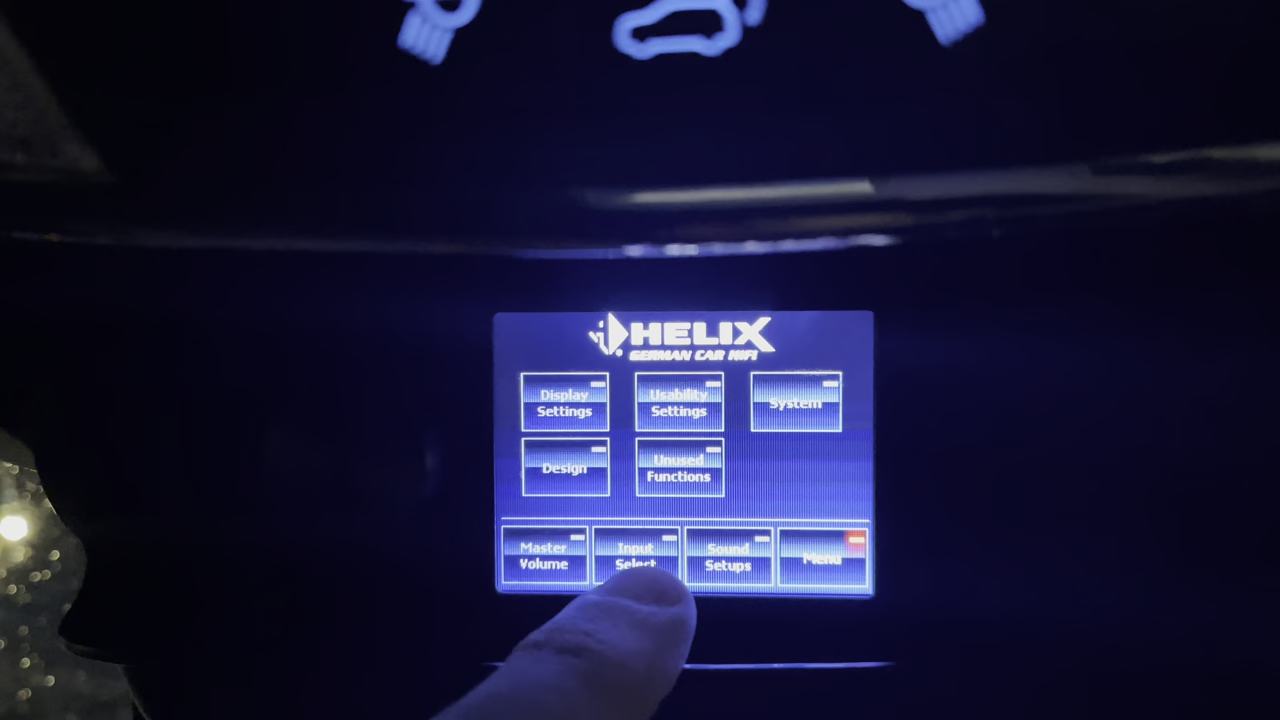 HELIX
GERMAN CAR HIFI
Display
Settings
Usability
Settings
System
Design
Unused
Functions
Master
Volume
Input
Select
Sound
Setups
Menu